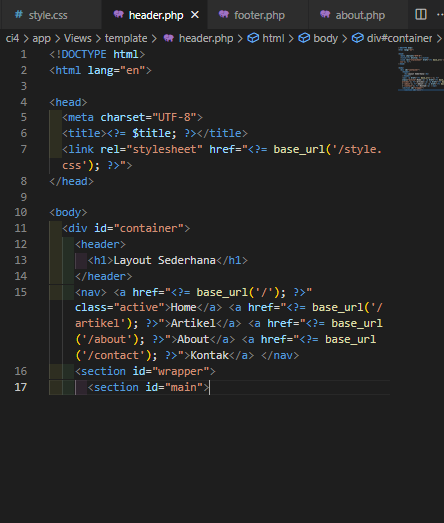 # style.css header.php × footer.php about.php
ci4 > app > Views > template > header.php > html > body > div#container
1 <!DOCTYPE html>
2 <html lang="en">
3
4 <head>
5 <meta charset="UTF-8">
6 <title><?= $title; ?></title>
7 <link rel="stylesheet" href="<?= base_url('/style.
css'); ?>">
8 </head>
9
10 <body>
11 <div id="container">
12 <header>
13 <h1>Layout Sederhana</h1>
14 </header>
15 <nav> <a href="<?= base_url('/'); ?>"
class="active">Home</a> <a href="<?= base_url('/
artikel'); ?>">Artikel</a> <a href="<?= base_url
('/about'); ?>">About</a> <a href="<?= base_url
('/contact'); ?>">Kontak</a> </nav>
16 <section id="wrapper">
17 <section id="main">